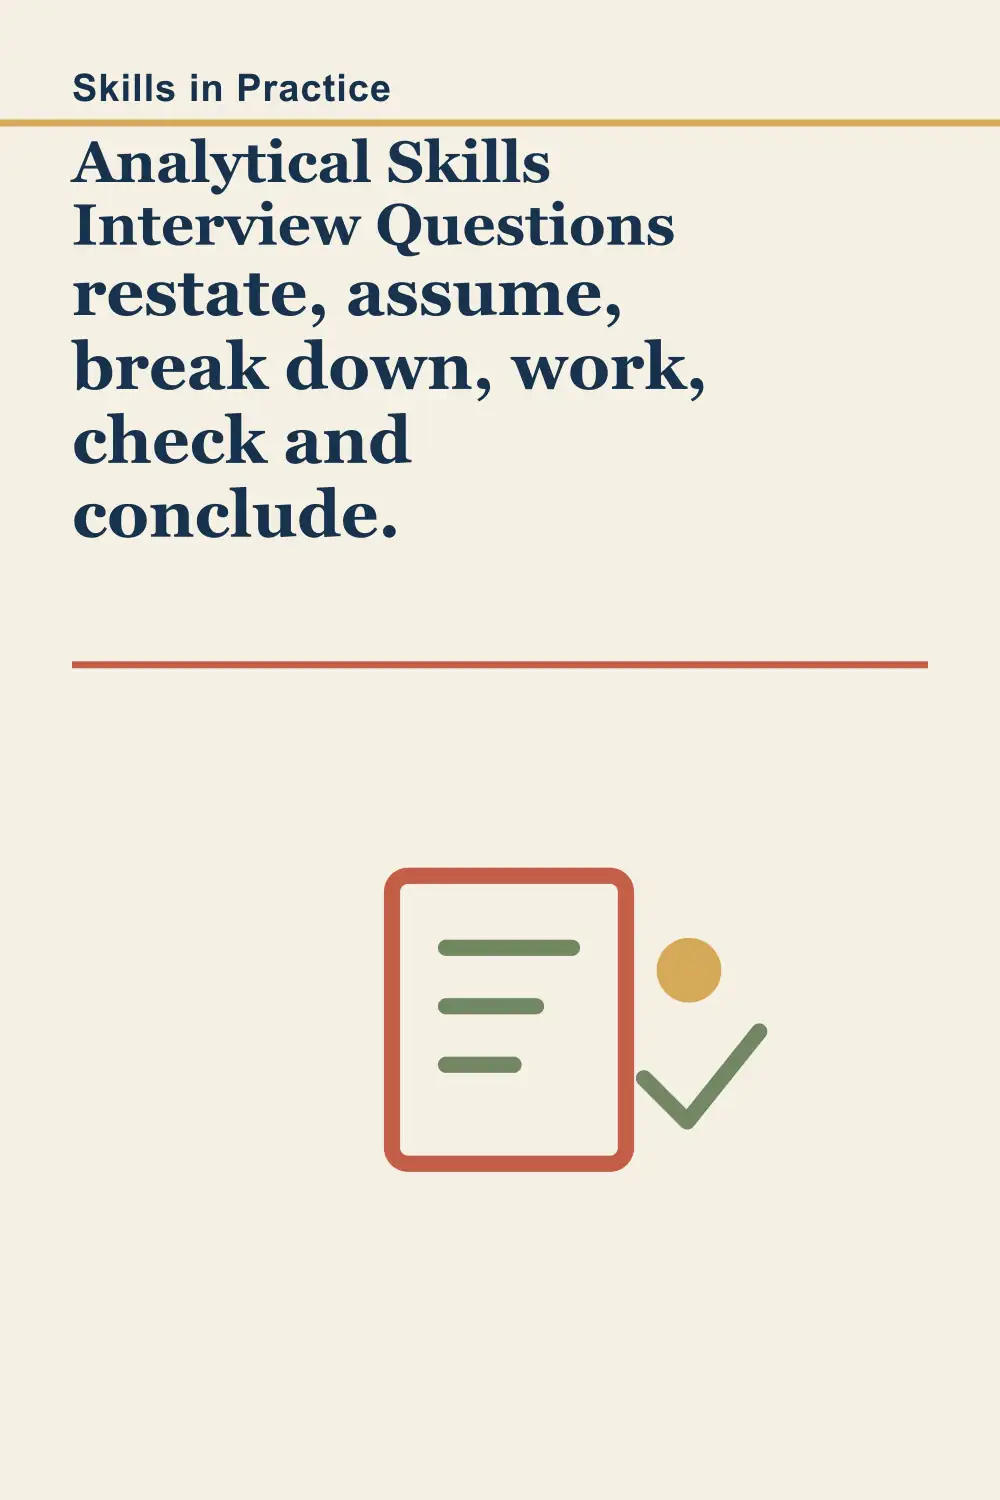 Skills in Practice
Analytical Skills
Interview Questions
restate, assume,
break down, work,
check and
conclude.